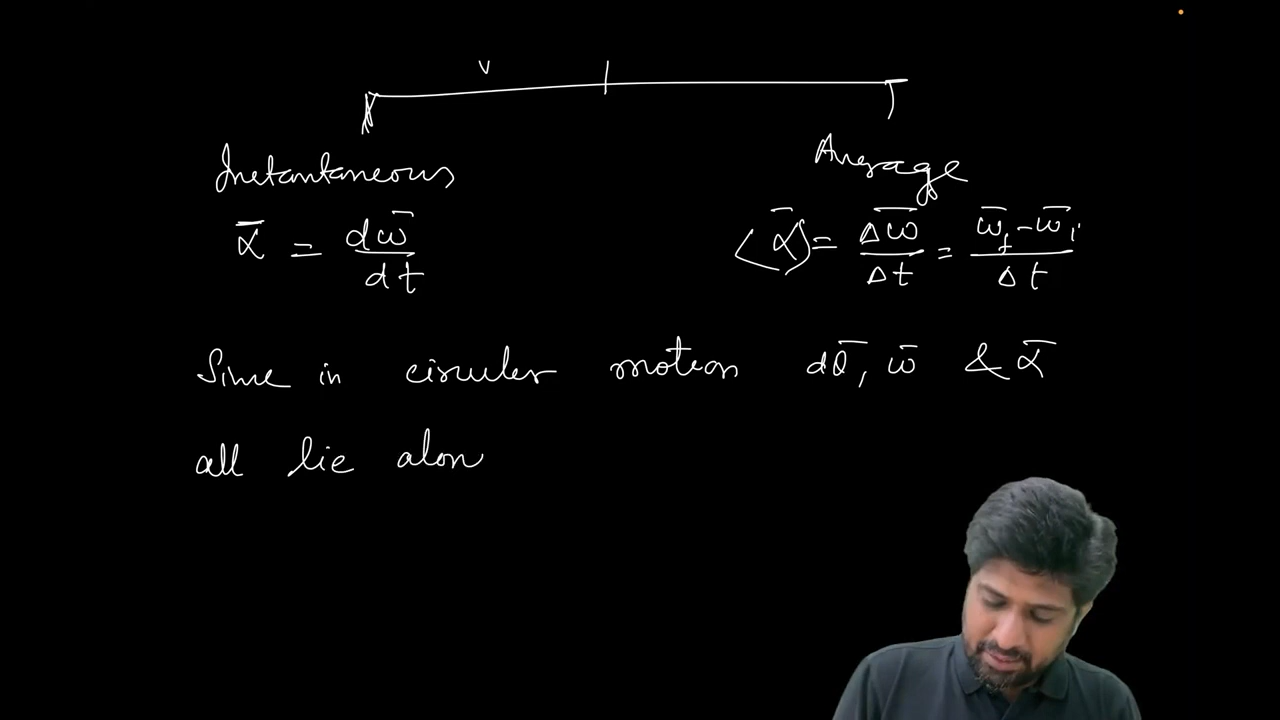 v
Instantaneous
Average
ᾱ = dω̄/dt
<ᾱ> = Δω̄/Δt = (ω̄f - ω̄i)/Δt
Since in circular motion dθ̄, ω̄ & ᾱ
all lie alon